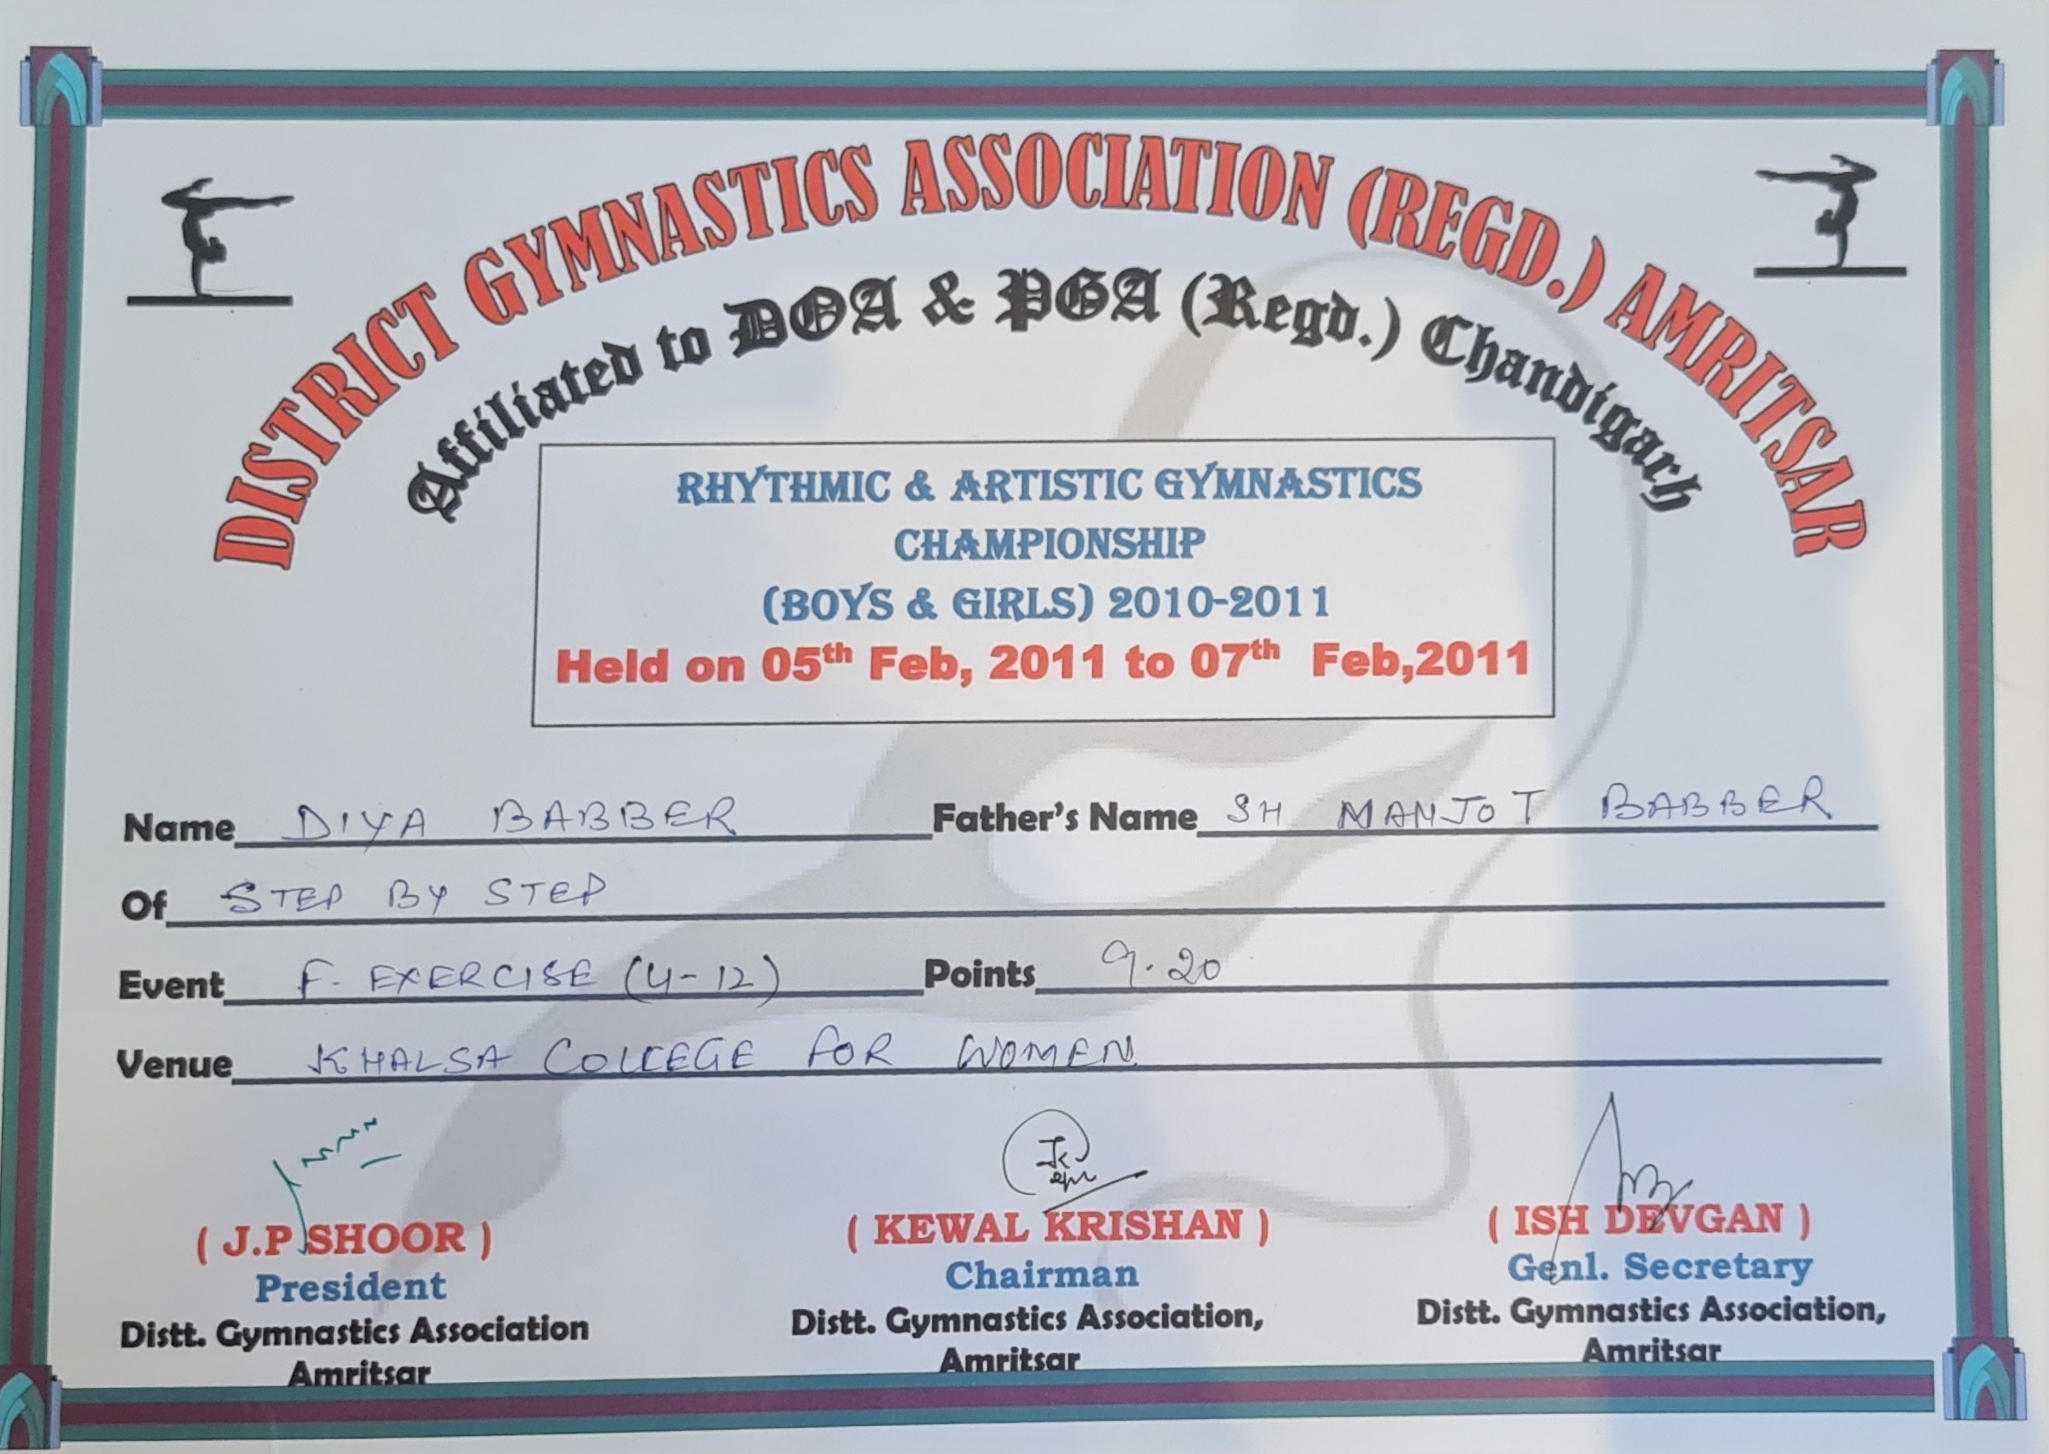 DISTRICT GYMNASTICS ASSOCIATION (REGD.) AMRITSAR
Affiliated to DOA & PGA (Regd.) Chandigarh
RHYTHMIC & ARTISTIC GYMNASTICS
CHAMPIONSHIP
(BOYS & GIRLS) 2010-2011
Held on 05th Feb, 2011 to 07th Feb,2011
Name DIYA BABBER Father's Name SH MANJOT BABBER
Of STEP BY STEP
Event F. EXERCISE (U-12) Points 9.20
Venue KHALSA COLLEGE FOR WOMEN
( J.P SHOOR ) ( KEWAL KRISHAN ) ( ISH DEVGAN )
President Chairman Genl. Secretary
Distt. Gymnastics Association Distt. Gymnastics Association, Distt. Gymnastics Association,
Amritsar Amritsar Amritsar